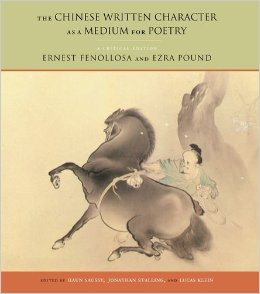 THE CHINESE WRITTEN CHARACTER
AS A MEDIUM FOR POETRY
A CRITICAL EDITION
ERNEST FENOLLOSA AND EZRA POUND
EDITED BY HAUN SAUSSY, JONATHAN STALLING, AND LUCAS KLEIN